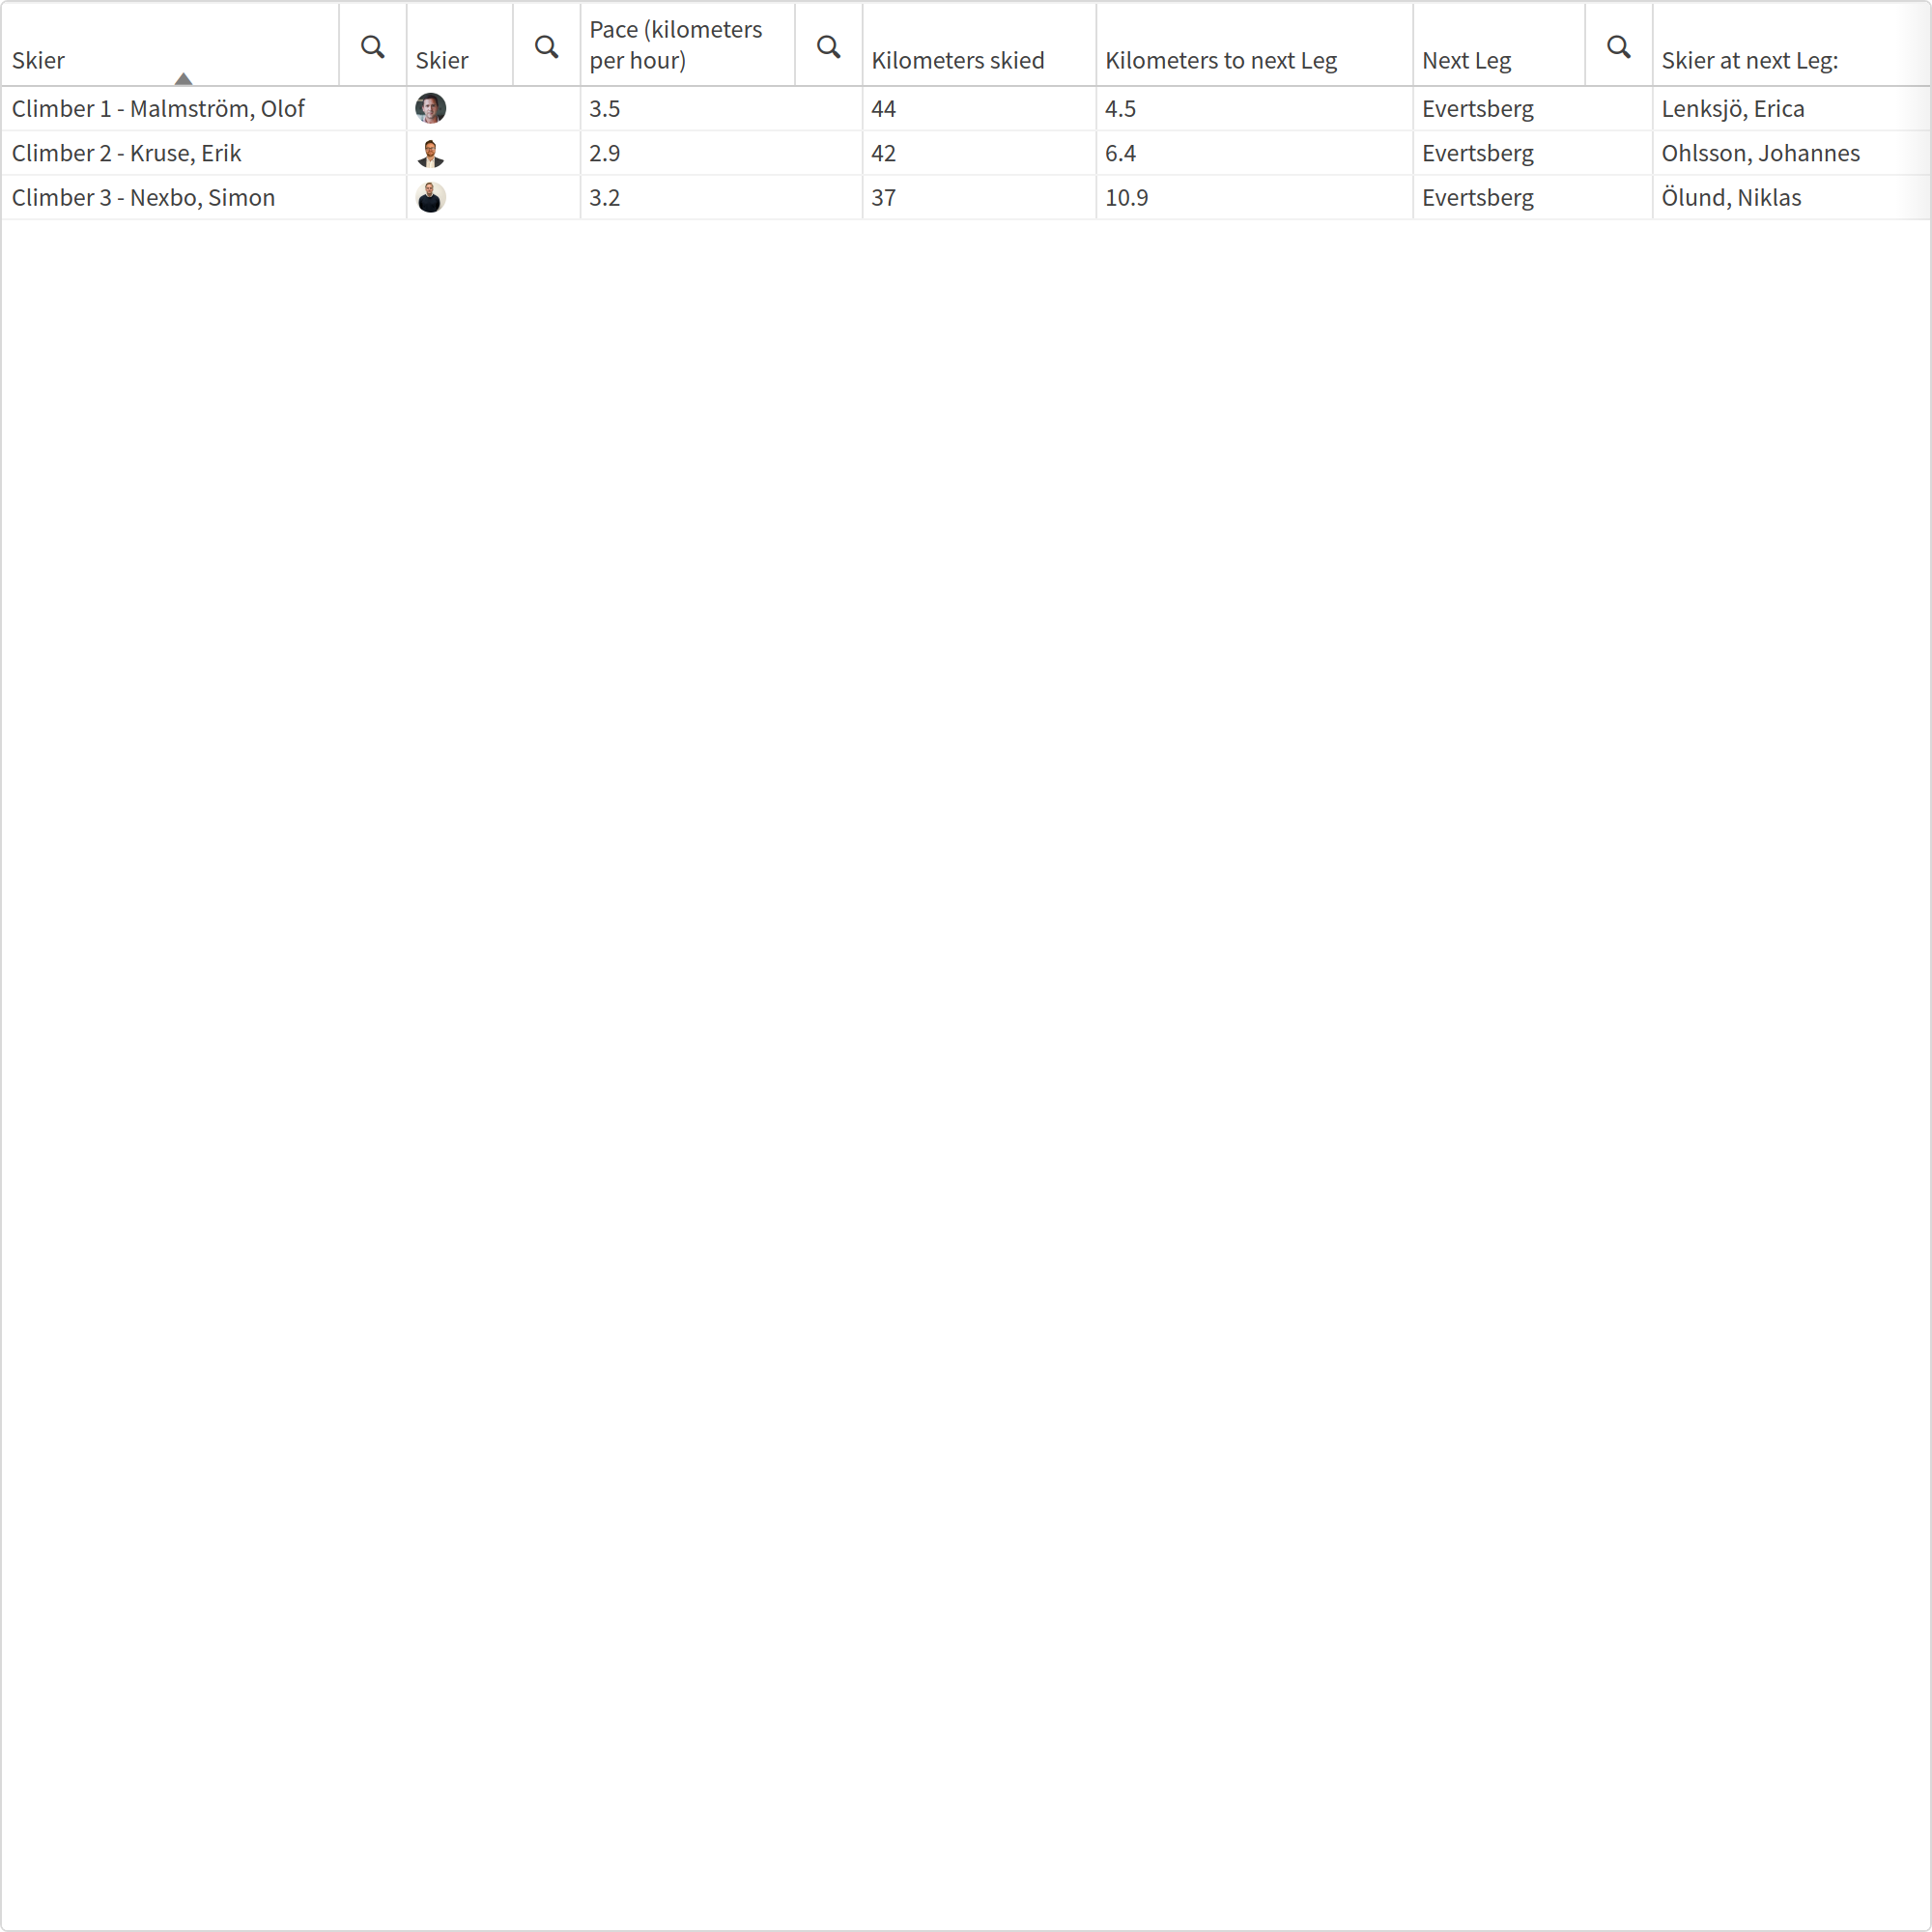 Skier Skier Pace (kilometers per hour) Kilometers skied Kilometers to next Leg Next Leg Skier at next Leg:
Climber 1 - Malmström, Olof 3.5 44 4.5 Evertsberg Lenksjö, Erica
Climber 2 - Kruse, Erik 2.9 42 6.4 Evertsberg Ohlsson, Johannes
Climber 3 - Nexbo, Simon 3.2 37 10.9 Evertsberg Ölund, Niklas